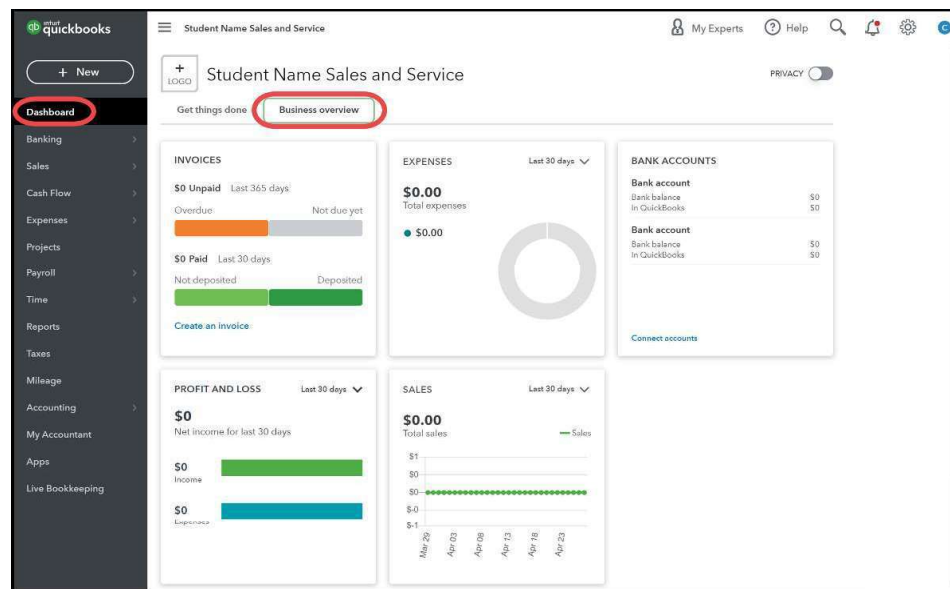 intuit
qb quickbooks
Student Name Sales and Service
My Experts
? Help
C
+ New
+
LOGO
Student Name Sales and Service
PRIVACY
Dashboard
Banking
Sales
Cash Flow
Expenses
Projects
Payroll
Time
Reports
Taxes
Mileage
Accounting
My Accountant
Apps
Live Bookkeeping
Get things done
Business overview
INVOICES
$0 Unpaid Last 365 days
Overdue Not due yet
$0 Paid Last 30 days
Not deposited Deposited
Create an invoice
EXPENSES Last 30 days
$0.00
Total expenses
$0.00
BANK ACCOUNTS
Bank account
Bank balance $0
In QuickBooks $0
Bank account
Bank balance $0
In QuickBooks $0
Connect accounts
PROFIT AND LOSS Last 30 days
$0
Net income for last 30 days
$0
Income
$0
Expenses
SALES Last 30 days
$0.00
Total sales
Sales
$1
$0
$0
$-0
$-1
Mar 29
Apr 03
Apr 08
Apr 13
Apr 18
Apr 23